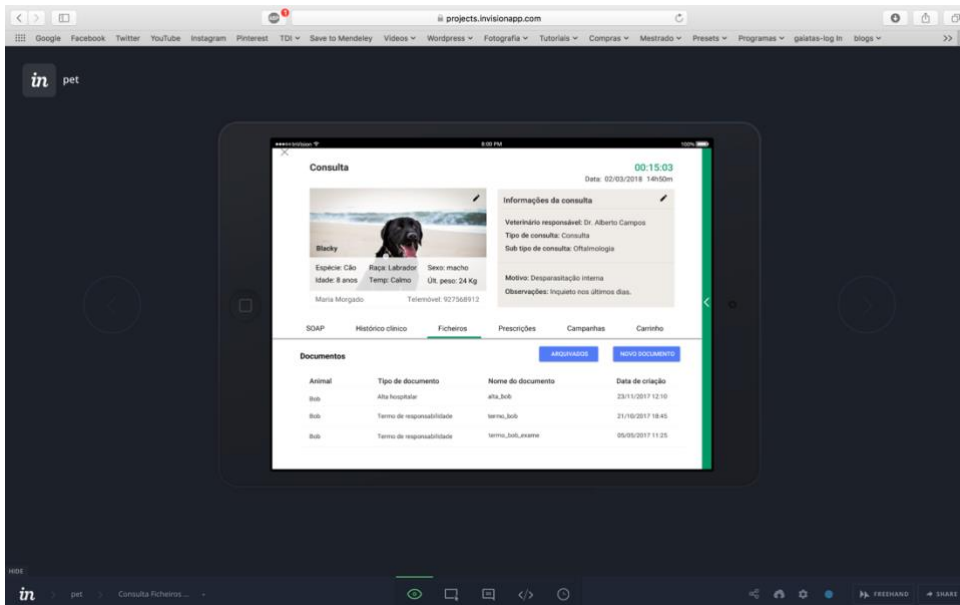 1
projects.invisionapp.com
Google Facebook Twitter YouTube Instagram Pinterest TDI Save to Mendeley Videos Wordpress Fotografia Tutoriais Compras Mestrado Presets Programas gaiatas-log In blogs >>
in pet
InVision 8:00 PM 100%
Consulta 00:15:03
Data: 02/03/2018 14h50m
Informações da consulta
Veterinário responsável: Dr. Alberto Campos
Tipo de consulta: Consulta
Blacky Sub tipo de consulta: Oftalmologia
Espécie: Cão Raça: Labrador Sexo: macho
Idade: 8 anos Temp: Calmo Últ. peso: 24 Kg
Motivo: Desparasitação interna
Observações: Inquieto nos últimos dias.
Maria Morgado Telemóvel: 927568912
SOAP Histórico clínico Ficheiros Prescrições Campanhas Carrinho
Documentos ARQUIVADOS NOVO DOCUMENTO
Animal Tipo de documento Nome do documento Data de criação
Bob Alta hospitalar alta_bob 23/11/2017 12:10
Bob Termo de responsabilidade termo_bob 21/10/2017 18:45
Bob Termo de responsabilidade termo_bob_exame 05/05/2017 11:25
HIDE
in pet Consulta Ficheiros ... </> FREEHAND SHARE